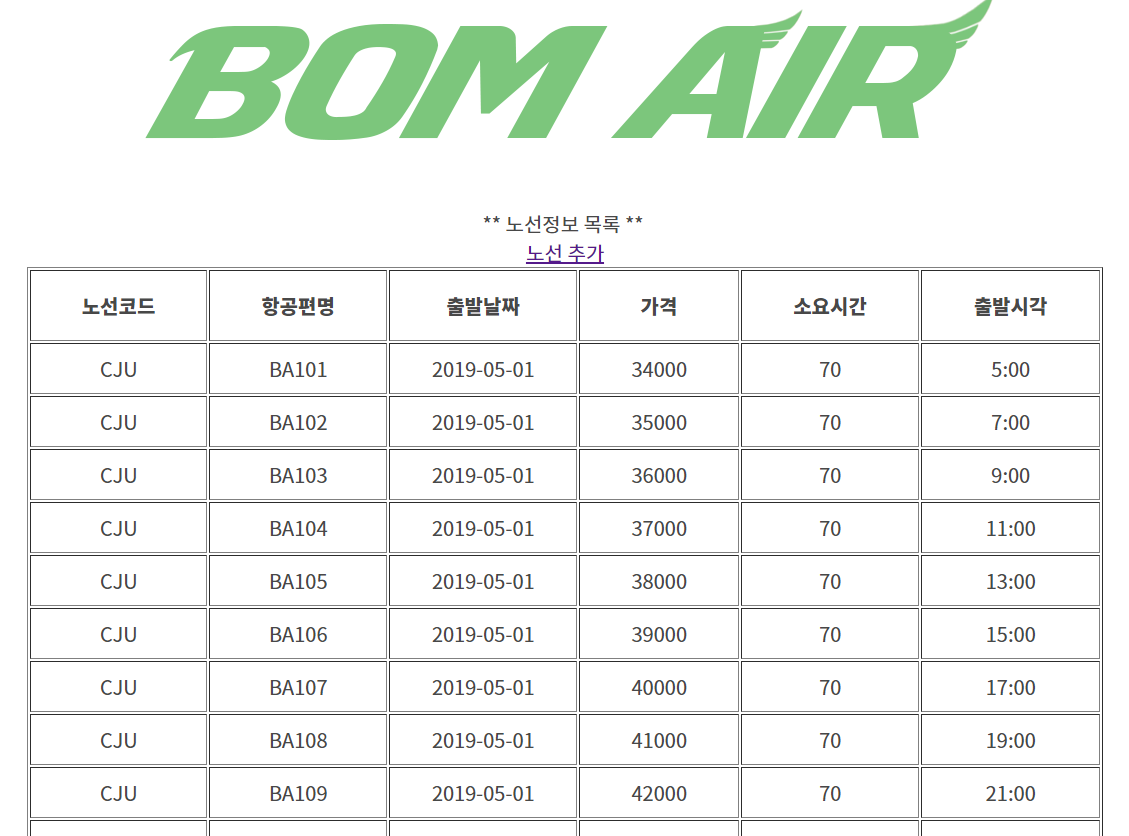 BOM AIR
** 노선정보 목록 **
노선 추가
노선코드 항공편명 출발날짜 가격 소요시간 출발시각
CJU BA101 2019-05-01 34000 70 5:00
CJU BA102 2019-05-01 35000 70 7:00
CJU BA103 2019-05-01 36000 70 9:00
CJU BA104 2019-05-01 37000 70 11:00
CJU BA105 2019-05-01 38000 70 13:00
CJU BA106 2019-05-01 39000 70 15:00
CJU BA107 2019-05-01 40000 70 17:00
CJU BA108 2019-05-01 41000 70 19:00
CJU BA109 2019-05-01 42000 70 21:00